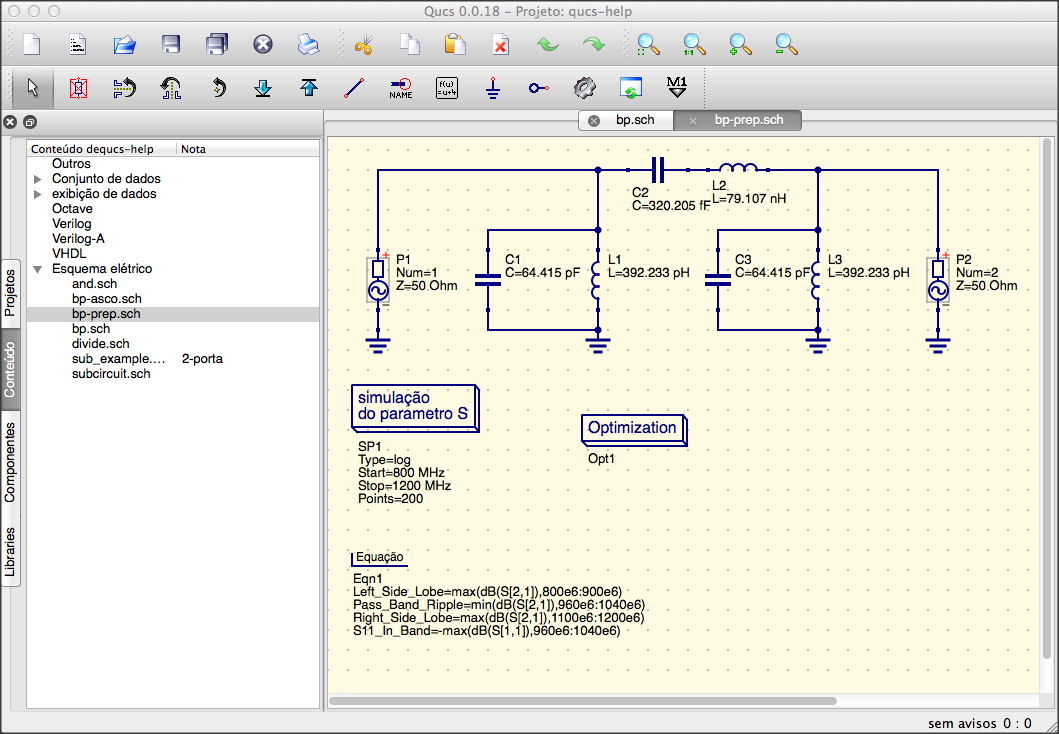 Qucs 0.0.18 - Projeto: qucs-help
1:1
NAME
f(u)
=u+4
M1
bp.sch
bp-prep.sch
Conteúdo dequcs-help Nota
Outros
Conjunto de dados
exibição de dados
Octave
Verilog
Verilog-A
VHDL
Esquema elétrico
and.sch
bp-asco.sch
bp-prep.sch
bp.sch
divide.sch
sub_example.... 2-porta
subcircuit.sch
Projetos
Conteúdo
Componentes
Libraries
C2
C=320.205 fF
L2
L=79.107 nH
P1
Num=1
Z=50 Ohm
C1
C=64.415 pF
L1
L=392.233 pH
C3
C=64.415 pF
L3
L=392.233 pH
P2
Num=2
Z=50 Ohm
simulação
do parametro S
SP1
Type=log
Start=800 MHz
Stop=1200 MHz
Points=200
Optimization
Opt1
Equação
Eqn1
Left_Side_Lobe=max(dB(S[2,1]),800e6:900e6)
Pass_Band_Ripple=min(dB(S[2,1]),960e6:1040e6)
Right_Side_Lobe=max(dB(S[2,1]),1100e6:1200e6)
S11_In_Band=-max(dB(S[1,1]),960e6:1040e6)
sem avisos 0 : 0